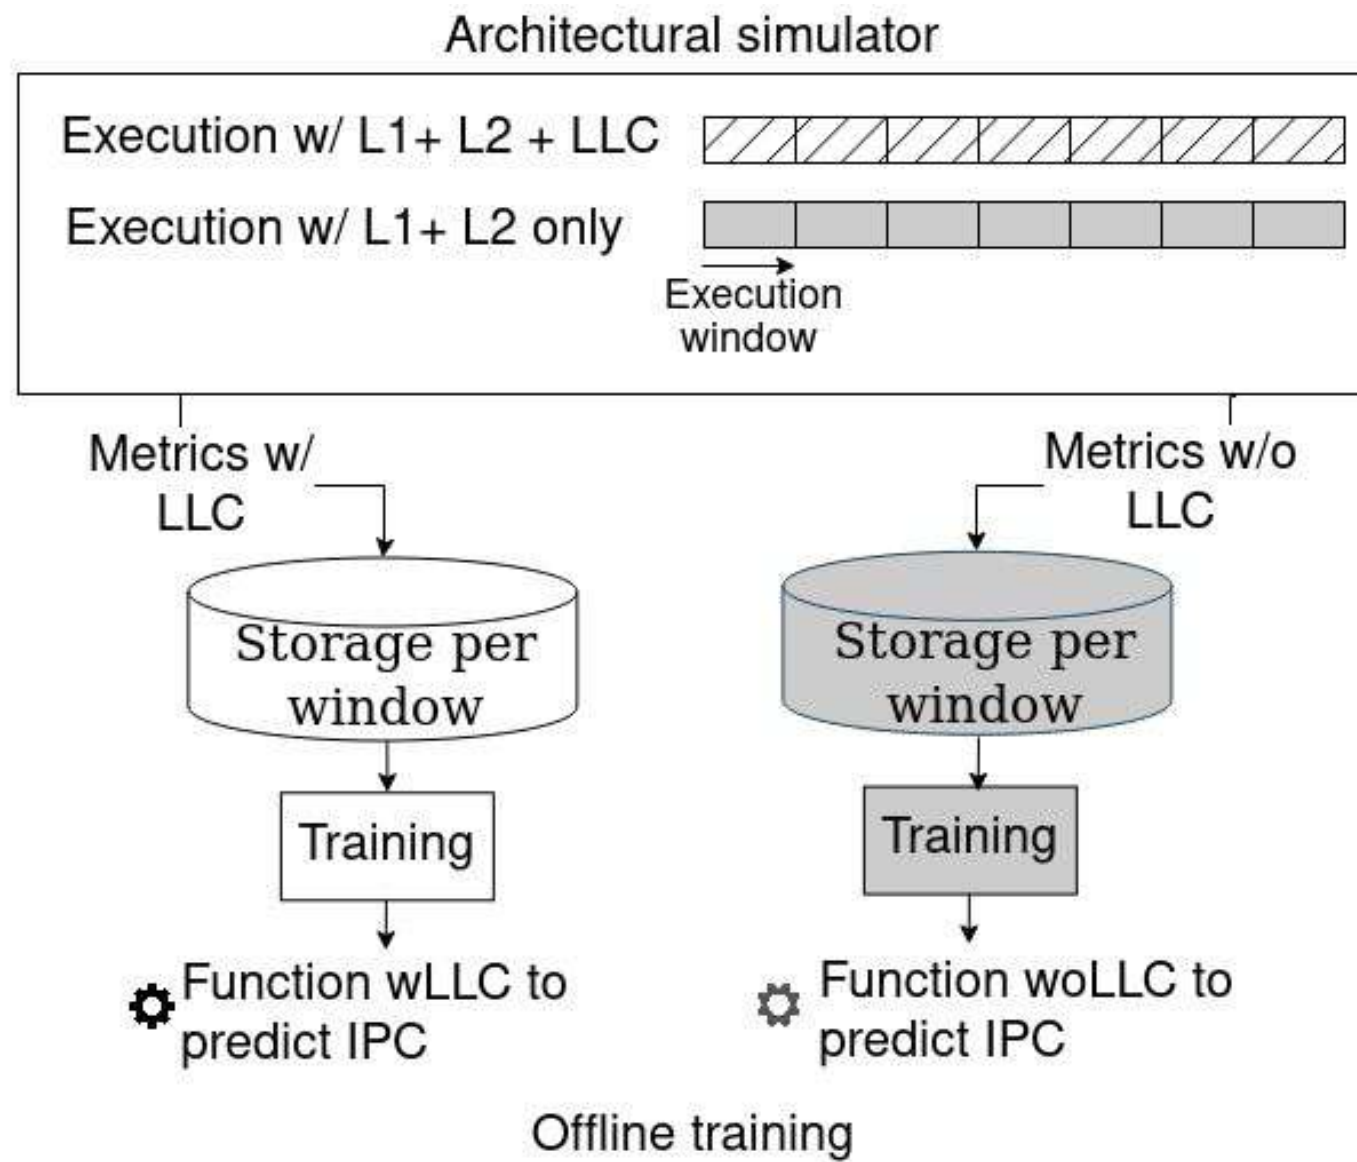 Architectural simulator
Execution w/ L1+ L2 + LLC
Execution w/ L1+ L2 only
Execution
window
Metrics w/
LLC
Metrics w/o
LLC
Storage per
window
Storage per
window
Training
Training
Function wLLC to
predict IPC
Function woLLC to
predict IPC
Offline training